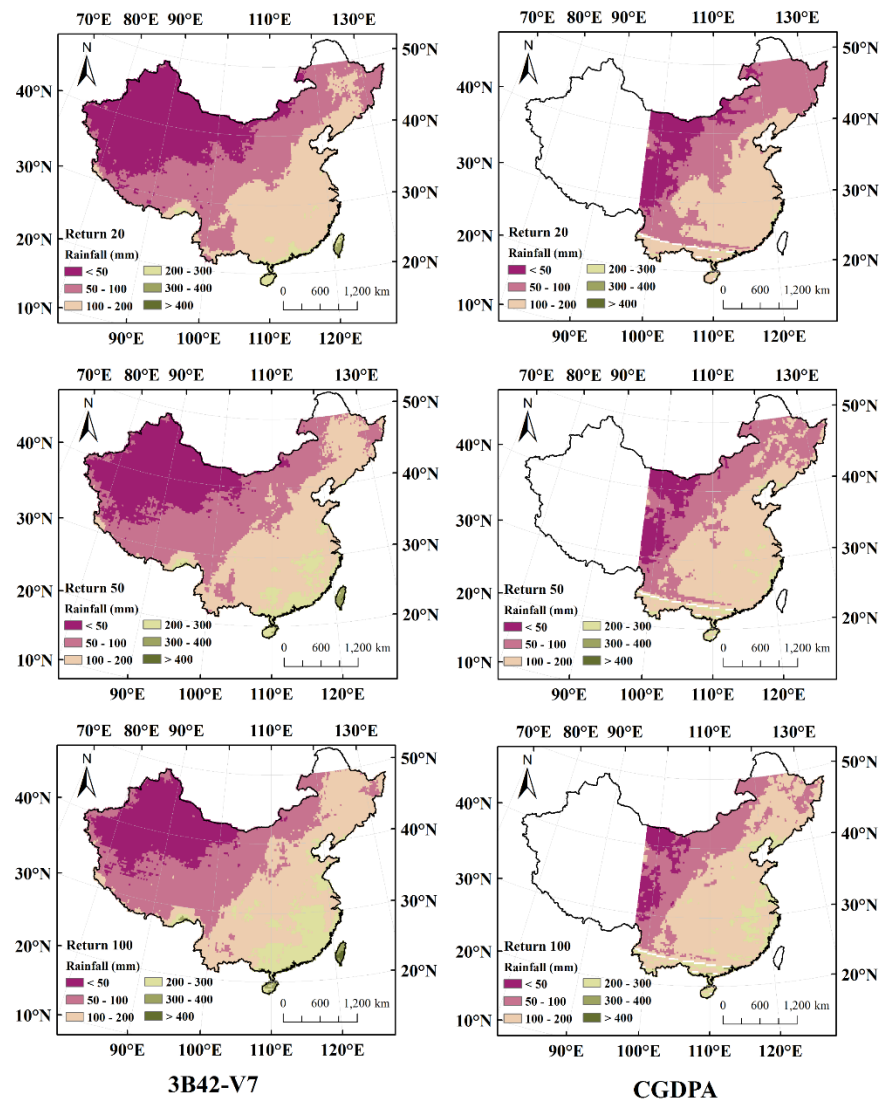 70°E 80°E 90°E 110°E 130°E
N
50°N
40°N
40°N
30°N
30°N
20°N
20°N
10°N
Return 20
Rainfall (mm)
< 50
50 - 100
100 - 200
200 - 300
300 - 400
> 400
0 600 1,200 km
90°E 100°E 110°E 120°E
70°E 80°E 90°E 110°E 130°E
N
50°N
40°N
40°N
30°N
30°N
20°N
20°N
10°N
Return 20
Rainfall (mm)
< 50
50 - 100
100 - 200
200 - 300
300 - 400
> 400
0 600 1,200 km
90°E 100°E 110°E 120°E
70°E 80°E 90°E 110°E 130°E
N
50°N
40°N
40°N
30°N
30°N
20°N
20°N
10°N
Return 50
Rainfall (mm)
< 50
50 - 100
100 - 200
200 - 300
300 - 400
> 400
0 600 1,200 km
90°E 100°E 110°E 120°E
70°E 80°E 90°E 110°E 130°E
N
50°N
40°N
40°N
30°N
30°N
20°N
20°N
10°N
Return 50
Rainfall (mm)
< 50
50 - 100
100 - 200
200 - 300
300 - 400
> 400
0 600 1,200 km
90°E 100°E 110°E 120°E
70°E 80°E 90°E 110°E 130°E
N
50°N
40°N
40°N
30°N
30°N
20°N
20°N
10°N
Return 100
Rainfall (mm)
< 50
50 - 100
100 - 200
200 - 300
300 - 400
> 400
0 600 1,200 km
90°E 100°E 110°E 120°E
70°E 80°E 90°E 110°E 130°E
N
50°N
40°N
40°N
30°N
30°N
20°N
20°N
10°N
Return 100
Rainfall (mm)
< 50
50 - 100
100 - 200
200 - 300
300 - 400
> 400
0 600 1,200 km
90°E 100°E 110°E 120°E
3B42-V7
CGDPA